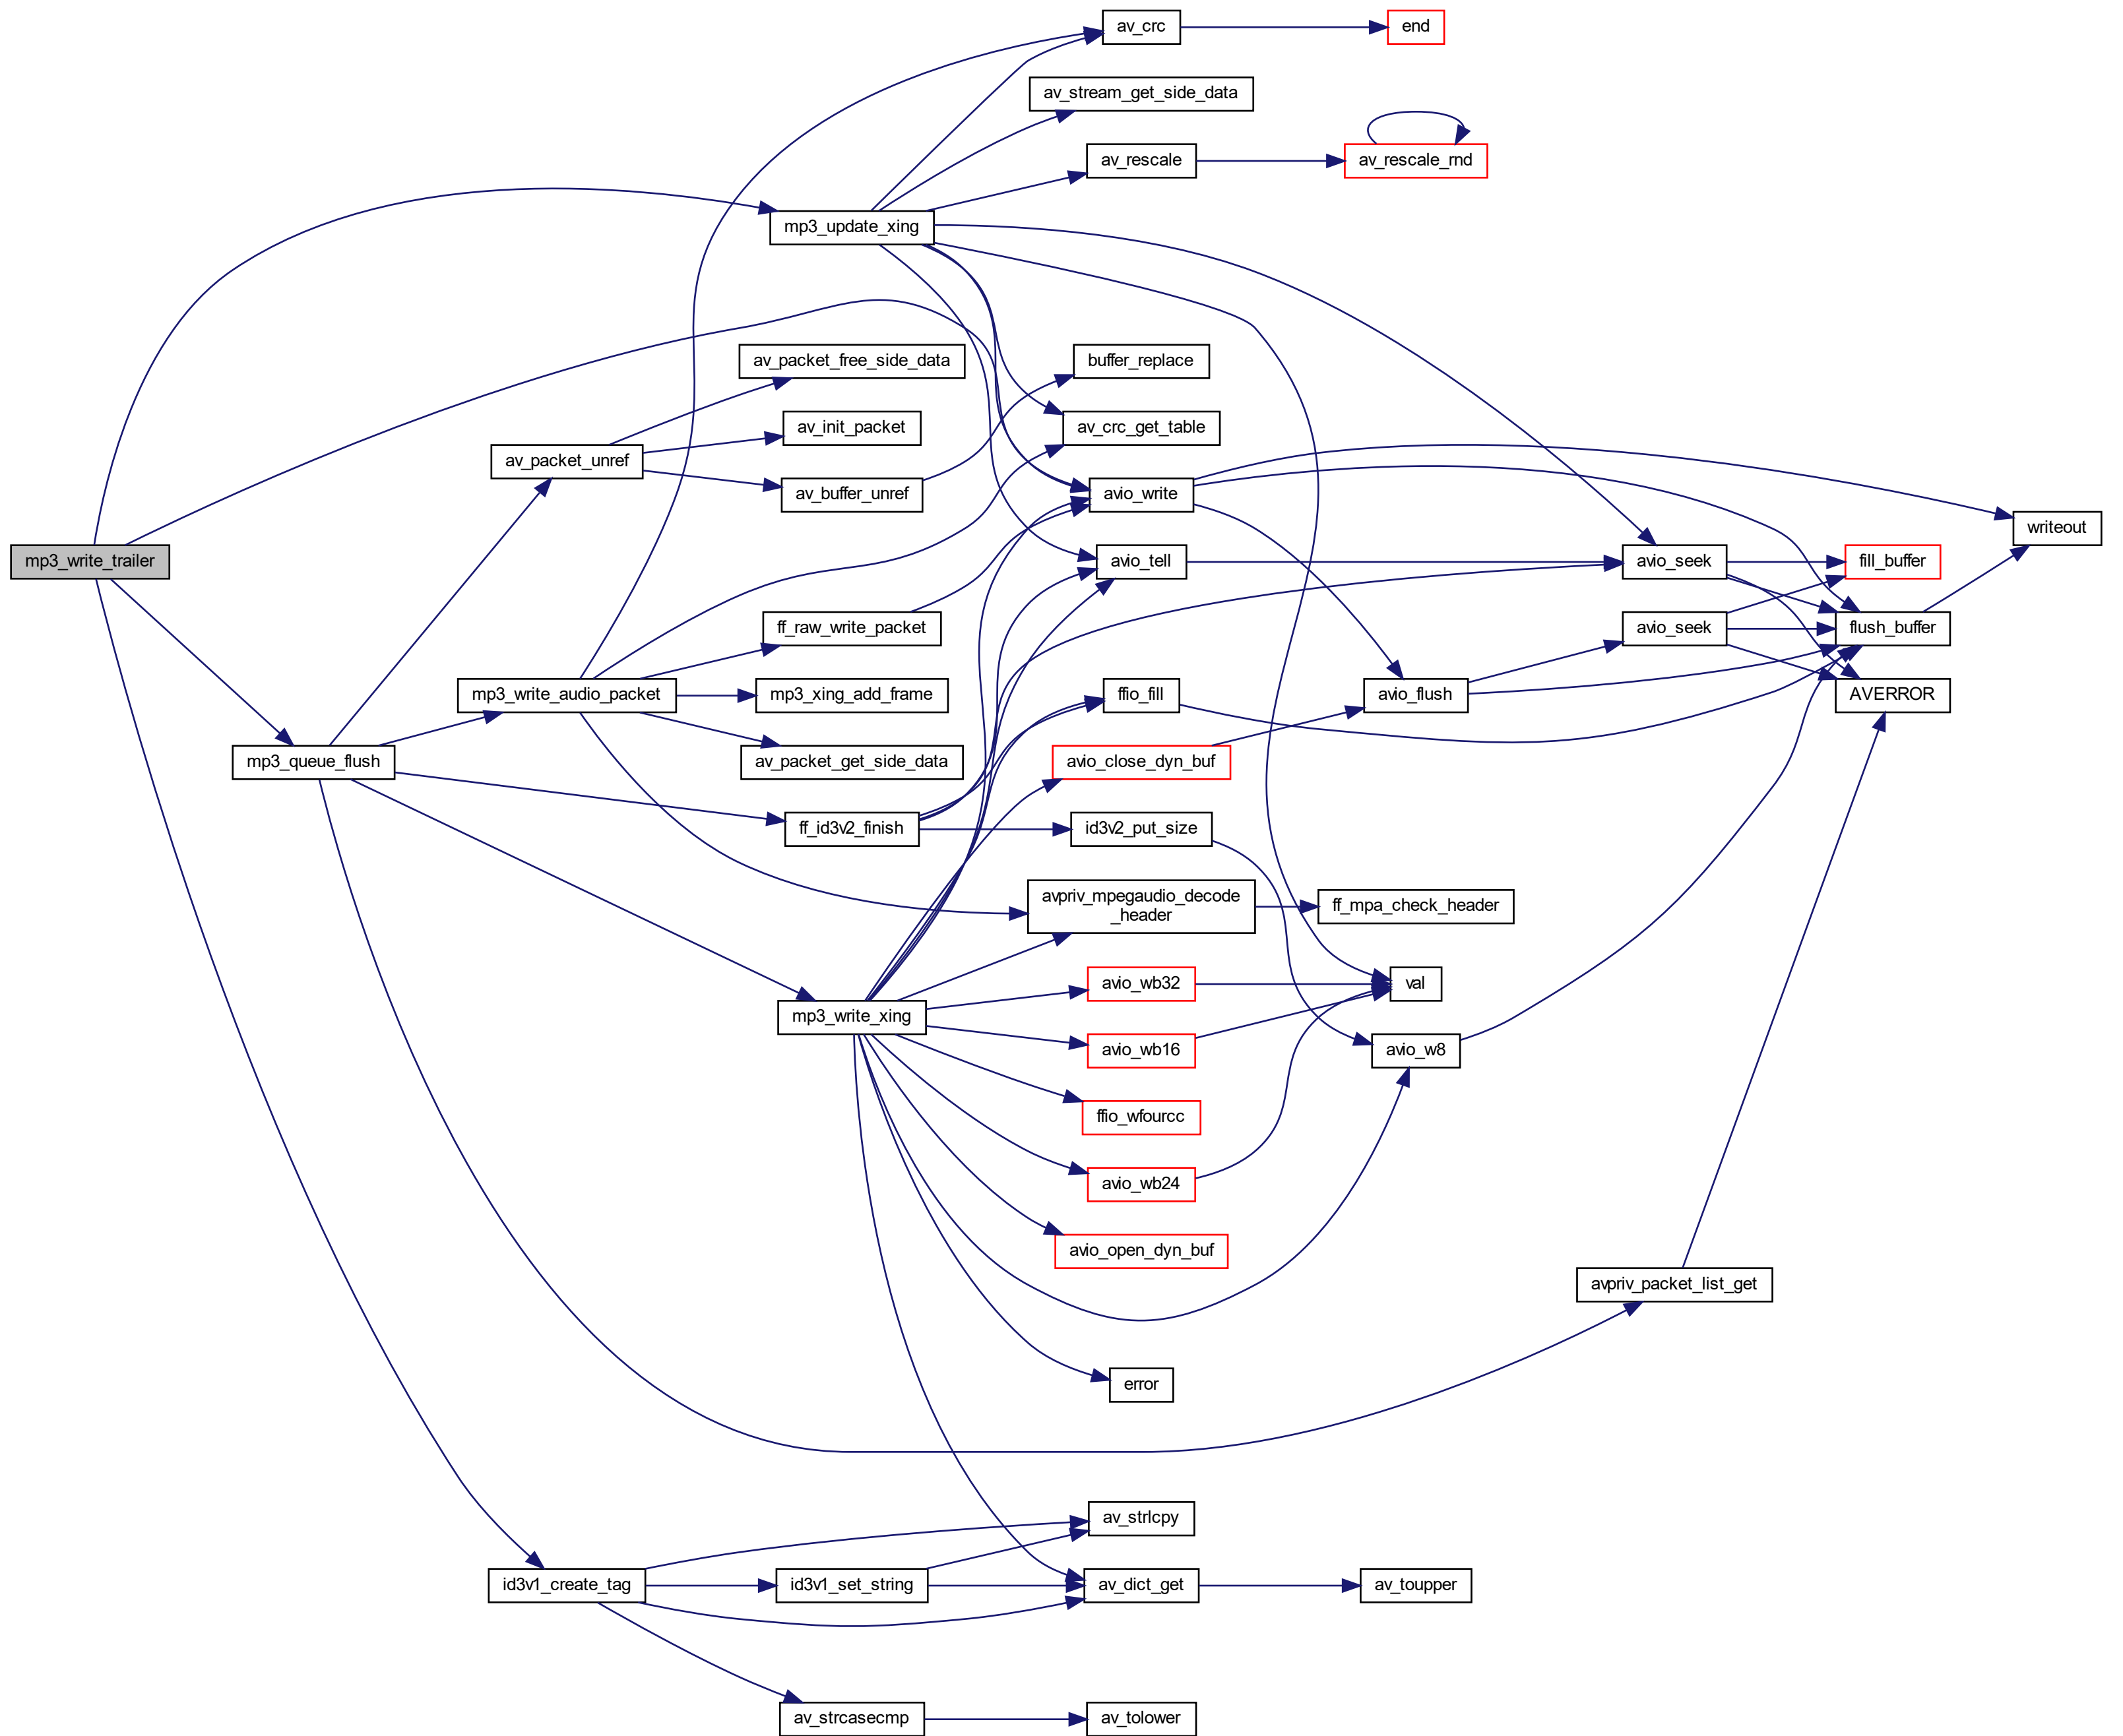 av_crc
end
av_stream_get_side_data
av_rescale
av_rescale_rnd
mp3_update_xing
av_packet_free_side_data
buffer_replace
av_init_packet
av_crc_get_table
av_packet_unref
av_buffer_unref
avio_write
writeout
mp3_write_trailer
avio_tell
avio_seek
fill_buffer
ff_raw_write_packet
avio_seek
flush_buffer
mp3_write_audio_packet
mp3_xing_add_frame
ffio_fill
avio_flush
AVERROR
mp3_queue_flush
av_packet_get_side_data
avio_close_dyn_buf
ff_id3v2_finish
id3v2_put_size
avpriv_mpegaudio_decode
_header
ff_mpa_check_header
avio_wb32
val
mp3_write_xing
avio_wb16
avio_w8
ffio_wfourcc
avio_wb24
avio_open_dyn_buf
avpriv_packet_list_get
error
av_strlcpy
id3v1_create_tag
id3v1_set_string
av_dict_get
av_toupper
av_strcasecmp
av_tolower